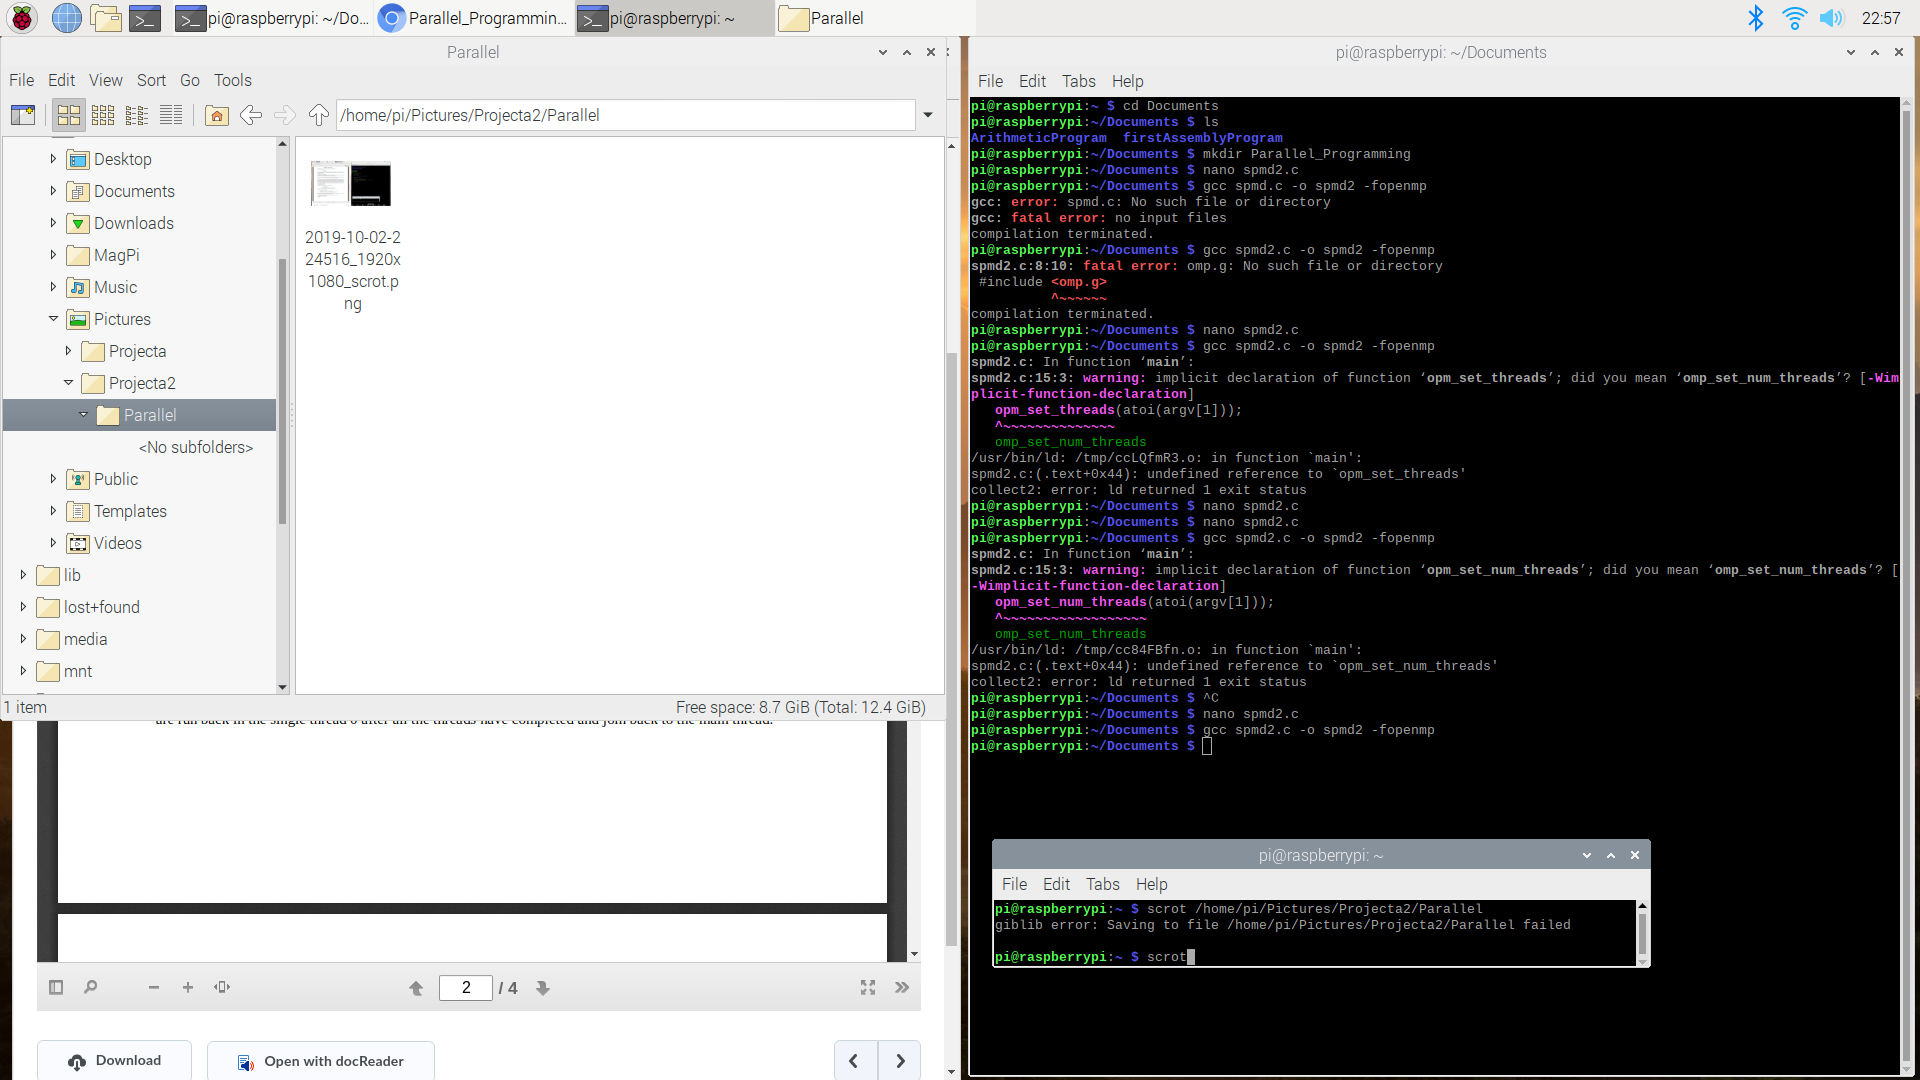 pi@raspberrypi: ~/Do...
Parallel_Programmin...
pi@raspberrypi: ~
Parallel
22:57
Parallel
File Edit View Sort Go Tools
/home/pi/Pictures/Projecta2/Parallel
Desktop
Documents
Downloads
MagPi
Music
Pictures
Projecta
Projecta2
Parallel
<No subfolders>
Public
Templates
Videos
lib
lost+found
media
mnt
2019-10-02-2
24516_1920x
1080_scrot.p
ng
1 item
Free space: 8.7 GiB (Total: 12.4 GiB)
are run back in the single thread 0 after all the threads have completed and join back to the main thread.
2 / 4
Download
Open with docReader
pi@raspberrypi: ~/Documents
File Edit Tabs Help
pi@raspberrypi:~ $ cd Documents
pi@raspberrypi:~/Documents $ ls
ArithmeticProgram  firstAssemblyProgram
pi@raspberrypi:~/Documents $ mkdir Parallel_Programming
pi@raspberrypi:~/Documents $ nano spmd2.c
pi@raspberrypi:~/Documents $ gcc spmd.c -o spmd2 -fopenmp
gcc: error: spmd.c: No such file or directory
gcc: fatal error: no input files
compilation terminated.
pi@raspberrypi:~/Documents $ gcc spmd2.c -o spmd2 -fopenmp
spmd2.c:8:10: fatal error: omp.g: No such file or directory
 #include <omp.g>
          ^~~~~~~
compilation terminated.
pi@raspberrypi:~/Documents $ nano spmd2.c
pi@raspberrypi:~/Documents $ gcc spmd2.c -o spmd2 -fopenmp
spmd2.c: In function ‘main’:
spmd2.c:15:3: warning: implicit declaration of function ‘opm_set_threads’; did you mean ‘omp_set_num_threads’? [-Wim
plicit-function-declaration]
   opm_set_threads(atoi(argv[1]));
   ^~~~~~~~~~~~~~~
   omp_set_num_threads
/usr/bin/ld: /tmp/ccLQfmR3.o: in function `main':
spmd2.c:(.text+0x44): undefined reference to `opm_set_threads'
collect2: error: ld returned 1 exit status
pi@raspberrypi:~/Documents $ nano spmd2.c
pi@raspberrypi:~/Documents $ nano spmd2.c
pi@raspberrypi:~/Documents $ gcc spmd2.c -o spmd2 -fopenmp
spmd2.c: In function ‘main’:
spmd2.c:15:3: warning: implicit declaration of function ‘opm_set_num_threads’; did you mean ‘omp_set_num_threads’? [
-Wimplicit-function-declaration]
   opm_set_num_threads(atoi(argv[1]));
   ^~~~~~~~~~~~~~~~~~~
   omp_set_num_threads
/usr/bin/ld: /tmp/cc84FBfn.o: in function `main':
spmd2.c:(.text+0x44): undefined reference to `opm_set_num_threads'
collect2: error: ld returned 1 exit status
pi@raspberrypi:~/Documents $ ^C
pi@raspberrypi:~/Documents $ nano spmd2.c
pi@raspberrypi:~/Documents $ gcc spmd2.c -o spmd2 -fopenmp
pi@raspberrypi:~/Documents $
pi@raspberrypi: ~
File Edit Tabs Help
pi@raspberrypi:~ $ scrot /home/pi/Pictures/Projecta2/Parallel
giblib error: Saving to file /home/pi/Pictures/Projecta2/Parallel failed
pi@raspberrypi:~ $ scrot